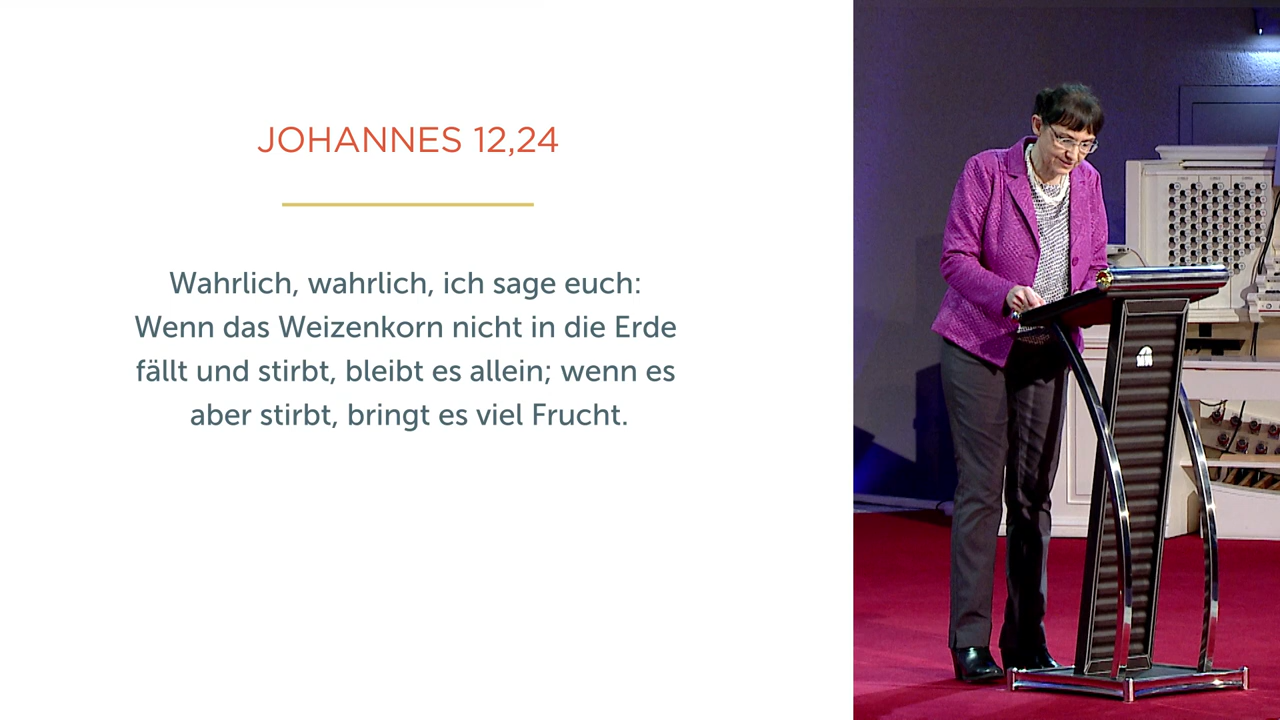 JOHANNES 12,24
Wahrlich, wahrlich, ich sage euch:
Wenn das Weizenkorn nicht in die Erde
fällt und stirbt, bleibt es allein; wenn es
aber stirbt, bringt es viel Frucht.